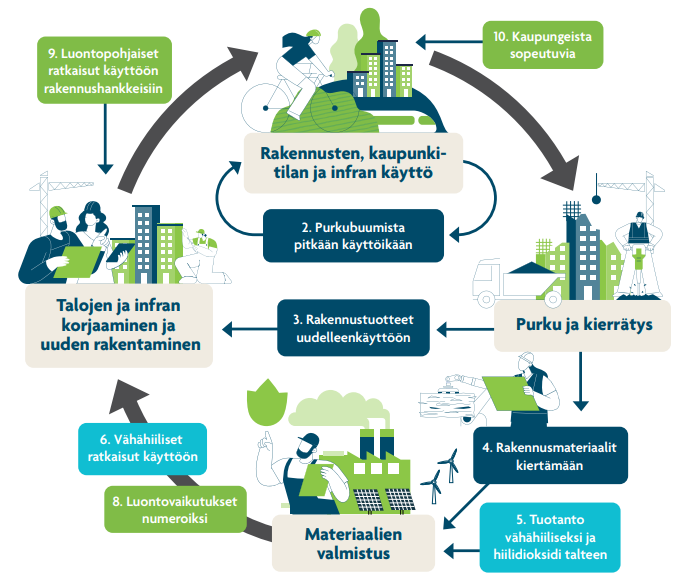 9. Luontopohjaiset
ratkaisut käyttöön
rakennushankkeisiin
10. Kaupungeista
sopeutuvia
Rakennusten, kaupunki-
tilan ja infran käyttö
2. Purkubuumista
pitkään käyttöikään
Talojen ja infran
korjaaminen ja
uuden rakentaminen
3. Rakennustuotteet
uudelleenkäyttöön
Purku ja kierrätys
6. Vähähiiliset
ratkaisut käyttöön
4. Rakennusmateriaalit
kiertämään
8. Luontovaikutukset
numeroiksi
Materiaalien
valmistus
5. Tuotanto
vähähiiliseksi ja
hiilidioksidi talteen